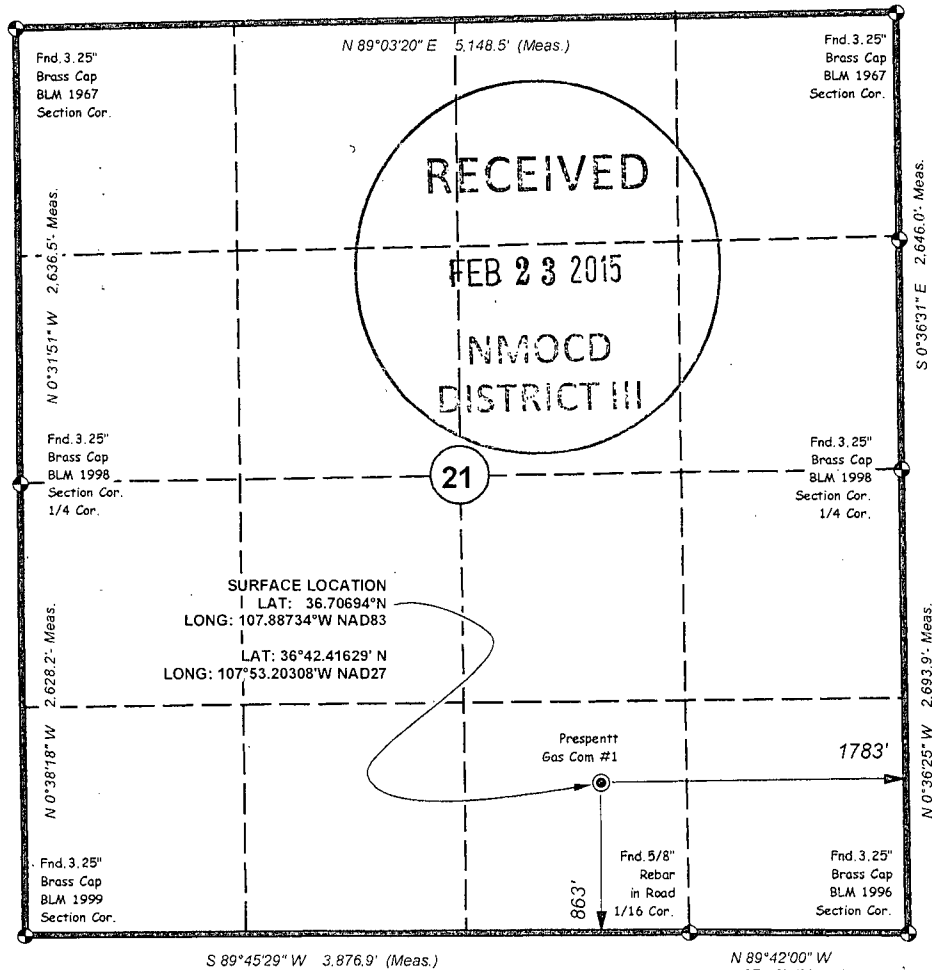 N 89°03'20" E 5,148.5' (Meas.)
Fnd. 3.25"
Brass Cap
BLM 1967
Section Cor.
Fnd. 3.25"
Brass Cap
BLM 1967
Section Cor.
RECEIVED
FEB 23 2015
NMOCD
DISTRICT III
N 0°31'51" W 2,636.5'- Meas.
S 0°36'31" E 2,646.0'- Meas.
Fnd. 3.25"
Brass Cap
BLM 1998
Section Cor.
1/4 Cor.
21
Fnd. 3.25"
Brass Cap
BLM 1998
Section Cor.
1/4 Cor.
SURFACE LOCATION
LAT: 36.70694°N
LONG: 107.88734°W NAD83
LAT: 36°42.41629' N
LONG: 107°53.20308'W NAD27
N 0°38'18" W 2,628.2'- Meas.
N 0°36'25" W 2,693.9'- Meas.
Prespentt
Gas Com #1
1783'
863'
Fnd. 3.25"
Brass Cap
BLM 1999
Section Cor.
Fnd. 5/8"
Rebar
in Road
1/16 Cor.
Fnd. 3.25"
Brass Cap
BLM 1996
Section Cor.
S 89°45'29" W 3,876.9' (Meas.)
N 89°42'00" W